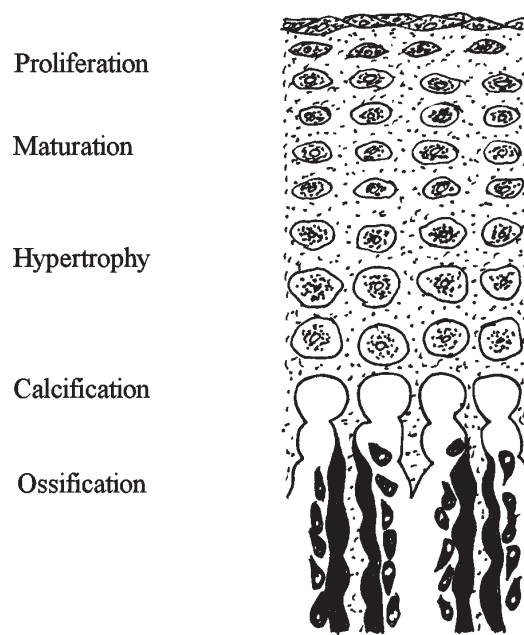 Proliferation
Maturation
Hypertrophy
Calcification
Ossification